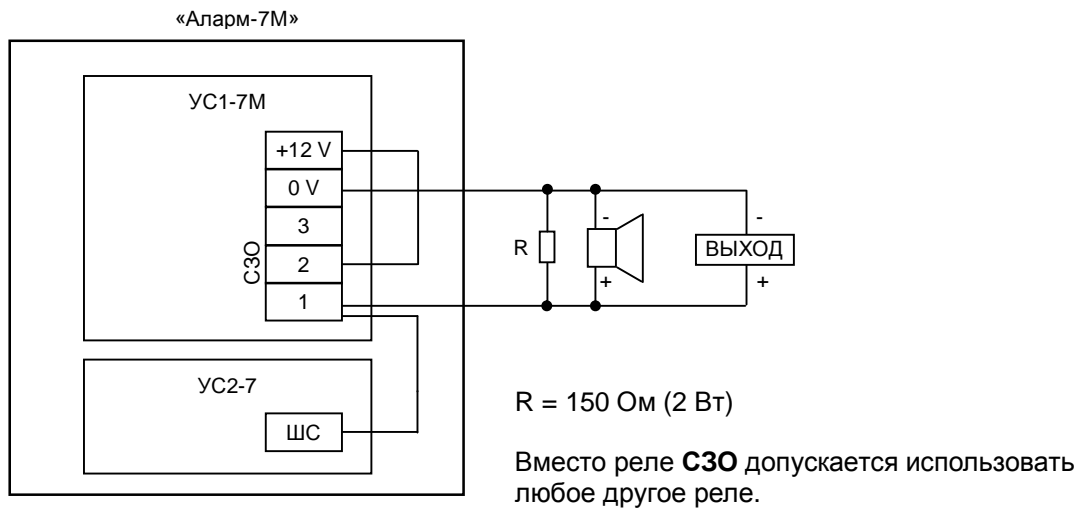 «Аларм-7М»
УС1-7М
+12 V
0 V
3
2
1
СЗО
R
-
+
-
ВЫХОД
+
УС2-7
ШС
R = 150 Ом (2 Вт)
Вместо реле СЗО допускается использовать
любое другое реле.